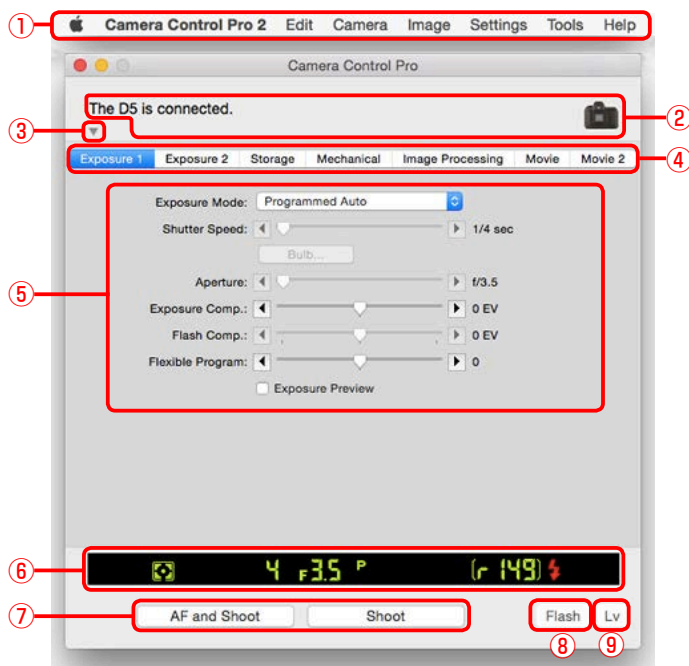 ① Camera Control Pro 2 Edit Camera Image Settings Tools Help
Camera Control Pro
The D5 is connected.
②
③
Exposure 1 Exposure 2 Storage Mechanical Image Processing Movie Movie 2 ④
Exposure Mode: Programmed Auto
Shutter Speed: 1/4 sec
Bulb...
⑤
Aperture: f/3.5
Exposure Comp.: 0 EV
Flash Comp.: 0 EV
Flexible Program: 0
Exposure Preview
⑥ 4 F3.5 P (r 149)
⑦ AF and Shoot Shoot Flash Lv
⑧ ⑨